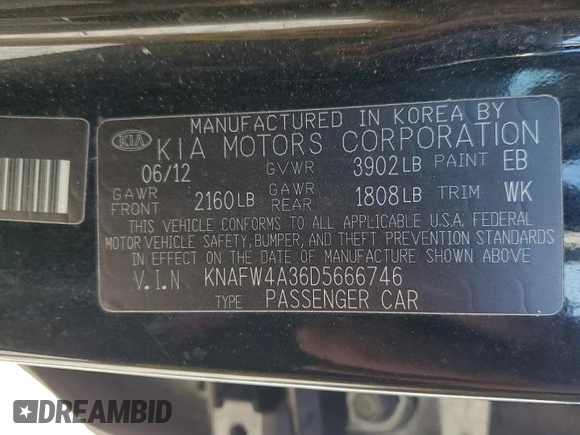 MANUFACTURED IN KOREA BY
KIA KIA MOTORS CORPORATION
06/12 GVWR 3902LB PAINT EB
GAWR FRONT 2160LB GAWR REAR 1808LB TRIM WK
THIS VEHICLE CONFORMS TO ALL APPLICABLE U.S.A. FEDERAL
MOTOR VEHICLE SAFETY, BUMPER, AND THEFT PREVENTION STANDARDS
IN EFFECT ON THE DATE OF MANUFACTURE SHOWN ABOVE.
V.I.N KNAFW4A36D5666746
TYPE PASSENGER CAR
DREAMBID